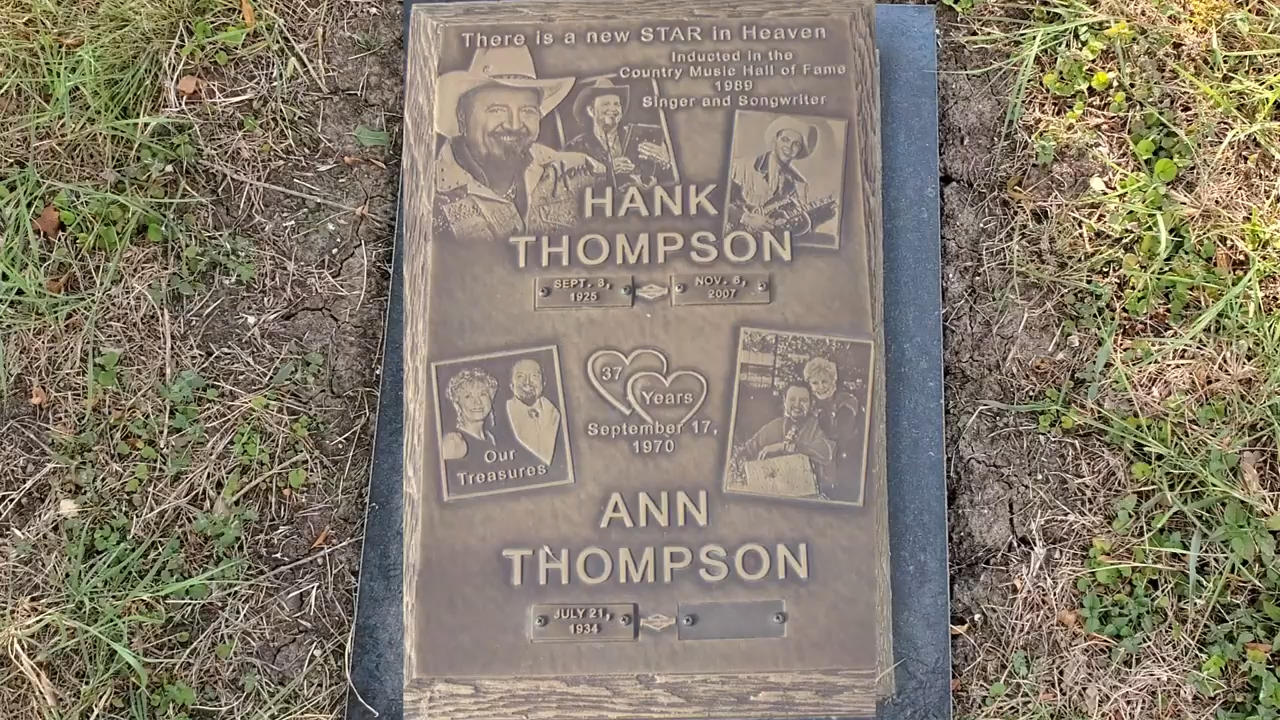 There is a new STAR in Heaven
Inducted in the
Country Music Hall of Fame
1989
Singer and Songwriter
Hank
HANK
THOMPSON
SEPT. 3,
1925
NOV. 6,
2007
37
Years
September 17,
1970
Our
Treasures
ANN
THOMPSON
JULY 21,
1934